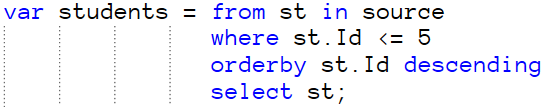 var students = from st in source
where st.Id <= 5
orderby st.Id descending
select st;